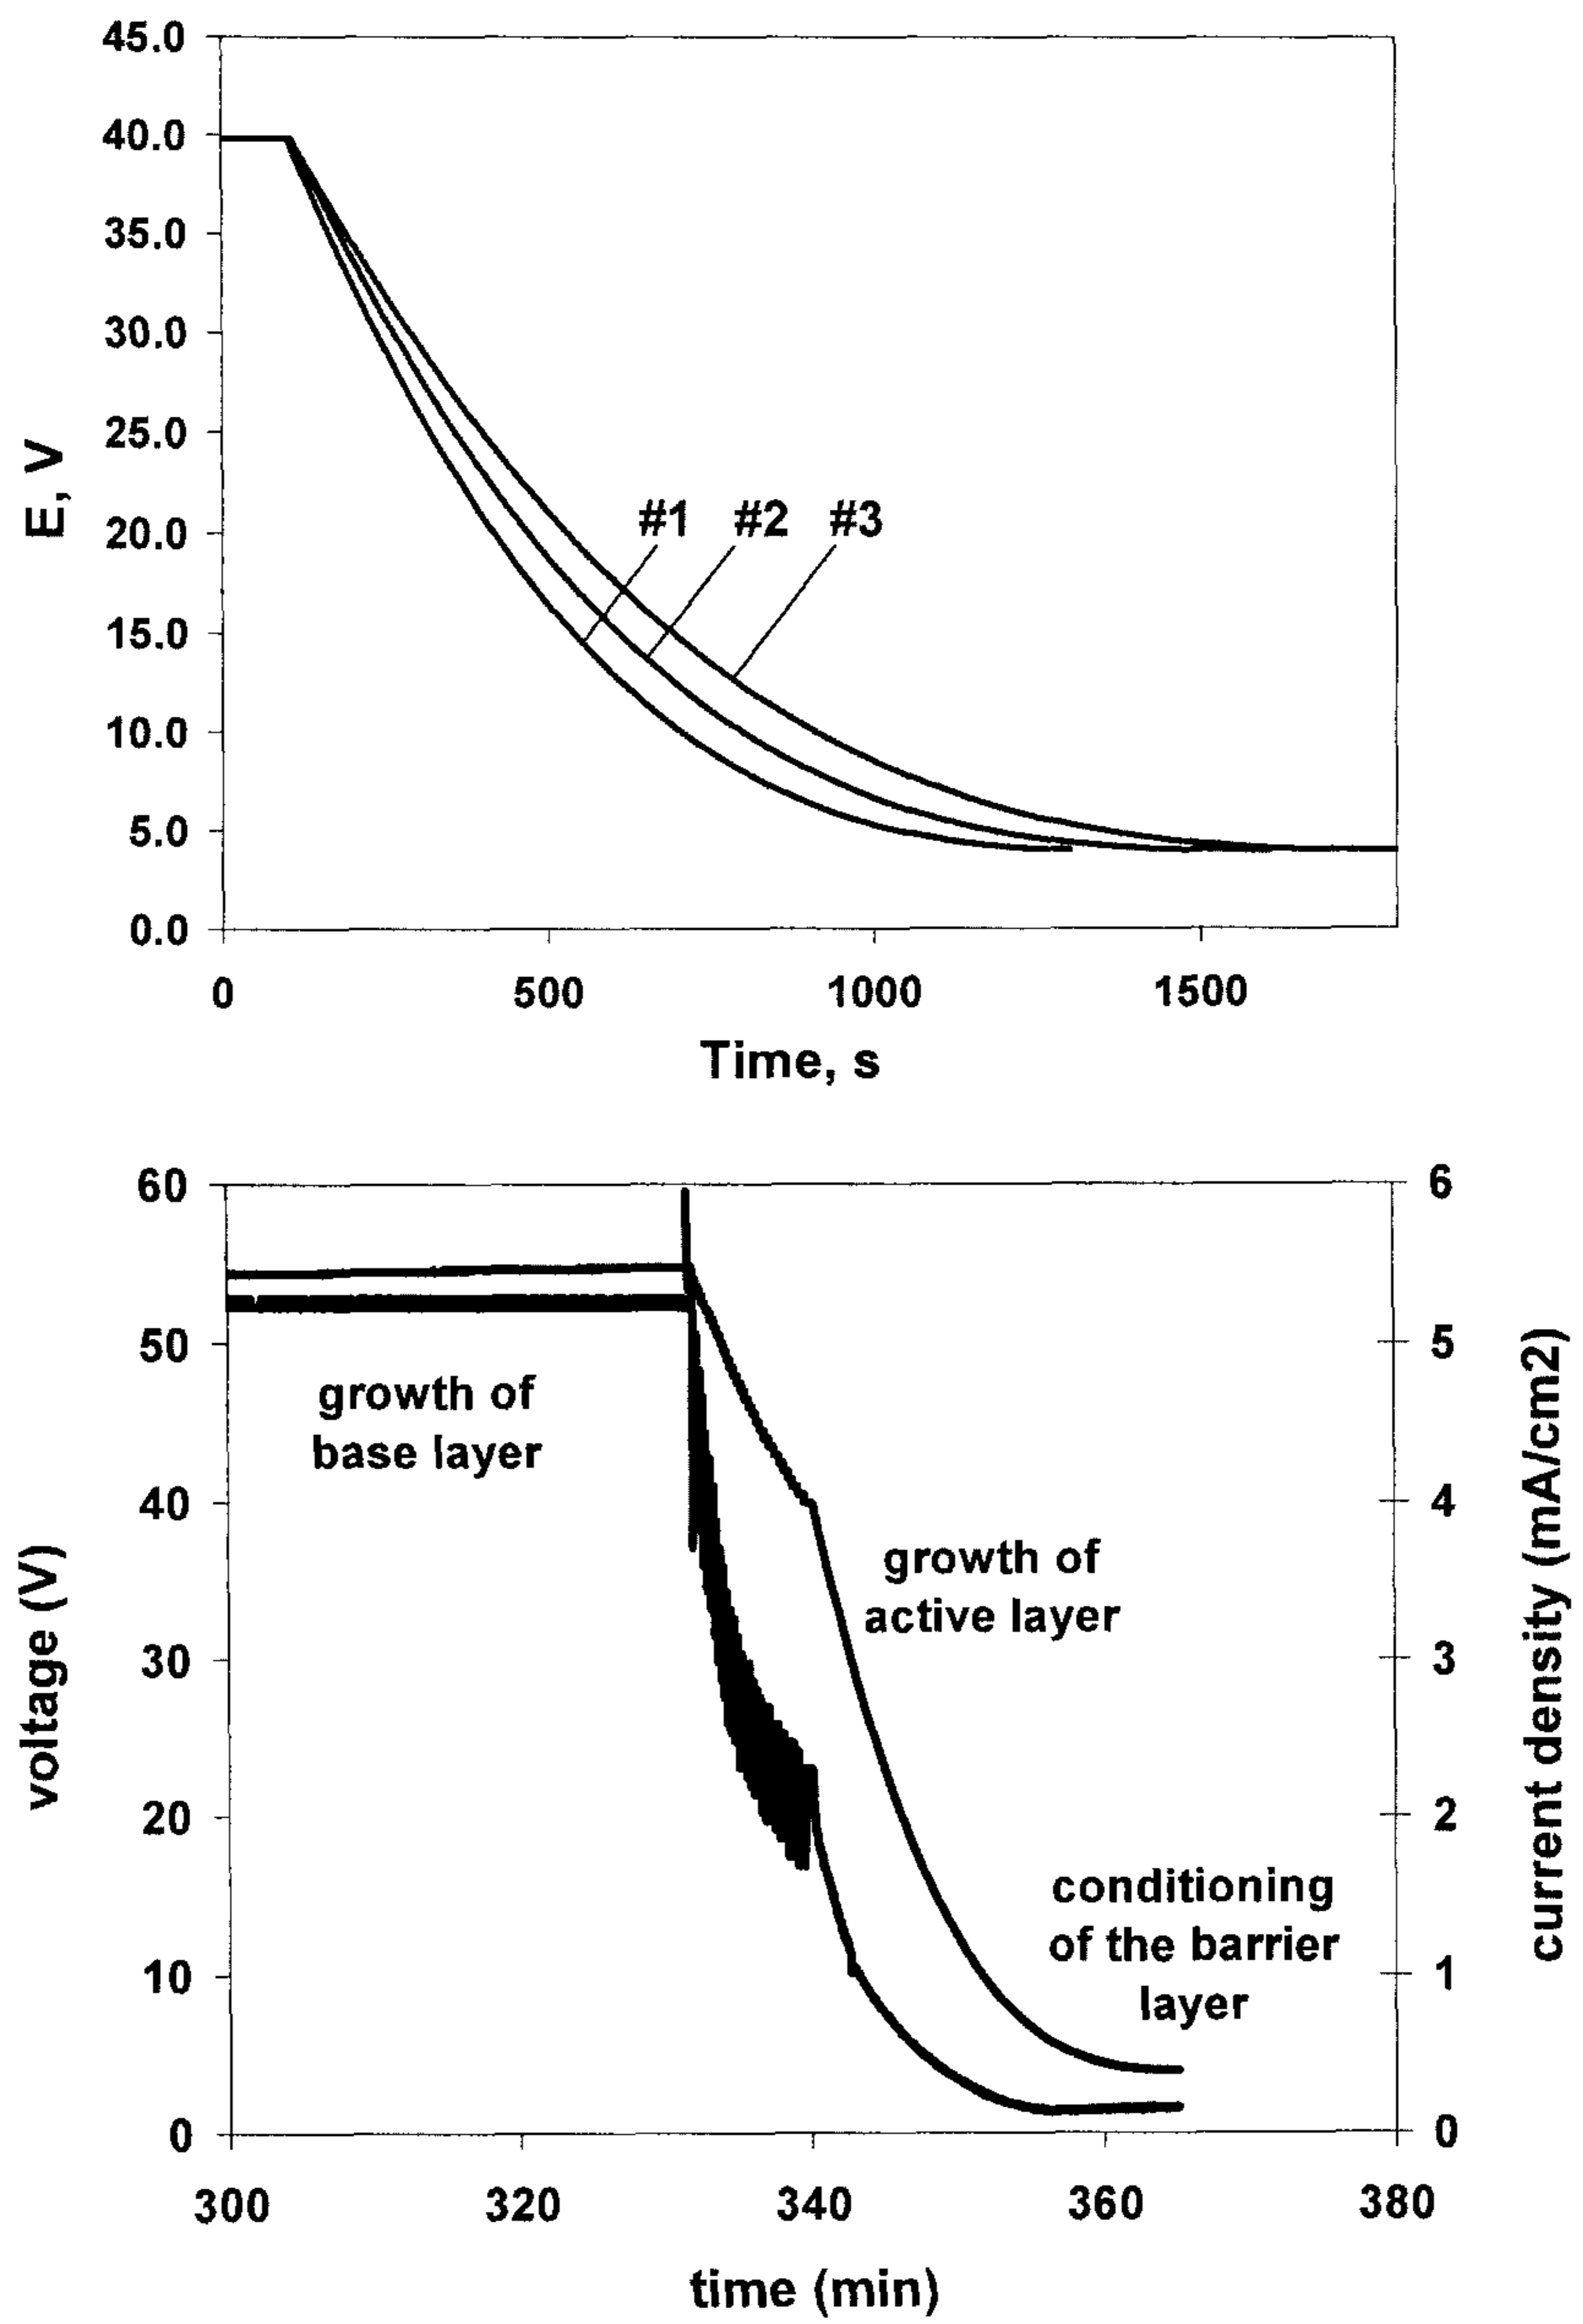 45.0
40.0
35.0
30.0
25.0
20.0
15.0
10.0
5.0
0.0
E, V
#1 #2 #3
0 500 1000 1500
Time, s
60
50
40
30
20
10
0
voltage (V)
growth of
base layer
growth of
active layer
conditioning
of the barrier
layer
6
5
4
3
2
1
0
current density (mA/cm2)
300 320 340 360 380
time (min)